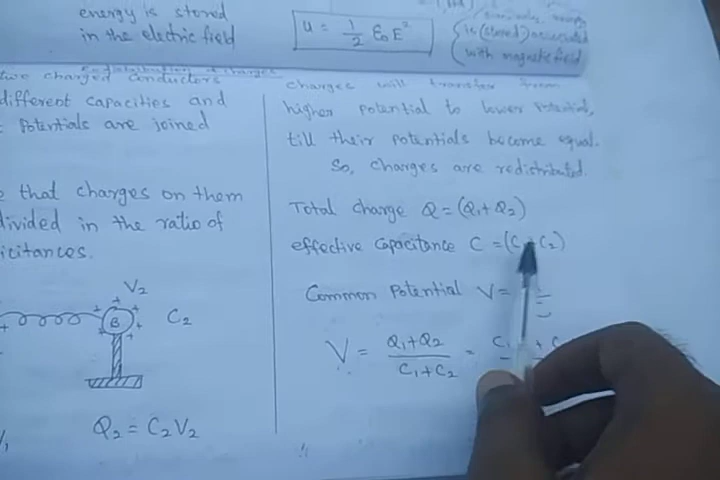 energy is stored
in the electric field
u = 1/2 ε₀E²
is (stored) associated
with magnetic field
two charged conductors
different capacities and
potentials are joined
that charges on them
divided in the ratio of
V₂
B
C₂
Q₂ = C₂V₂
charges will transfer from
higher potential to lower potential,
till their potentials become equal.
So, charges are redistributed.
Total charge Q = (Q₁+Q₂)
effective capacitance C = (C₁+C₂)
Common Potential V =
V = Q₁+Q₂ / C₁+C₂ =